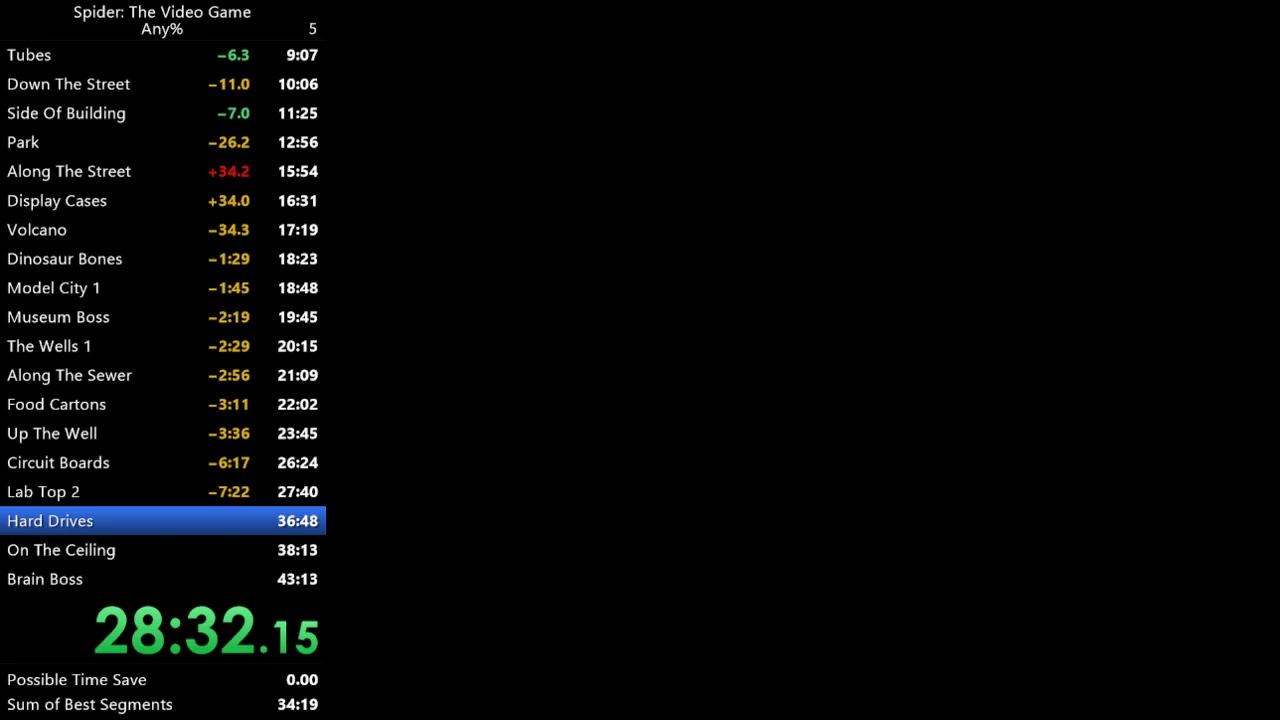 Spider: The Video Game
Any% 5
Tubes −6.3 9:07
Down The Street −11.0 10:06
Side Of Building −7.0 11:25
Park −26.2 12:56
Along The Street +34.2 15:54
Display Cases +34.0 16:31
Volcano −34.3 17:19
Dinosaur Bones −1:29 18:23
Model City 1 −1:45 18:48
Museum Boss −2:19 19:45
The Wells 1 −2:29 20:15
Along The Sewer −2:56 21:09
Food Cartons −3:11 22:02
Up The Well −3:36 23:45
Circuit Boards −6:17 26:24
Lab Top 2 −7:22 27:40
Hard Drives 36:48
On The Ceiling 38:13
Brain Boss 43:13
28:32.15
Possible Time Save 0.00
Sum of Best Segments 34:19